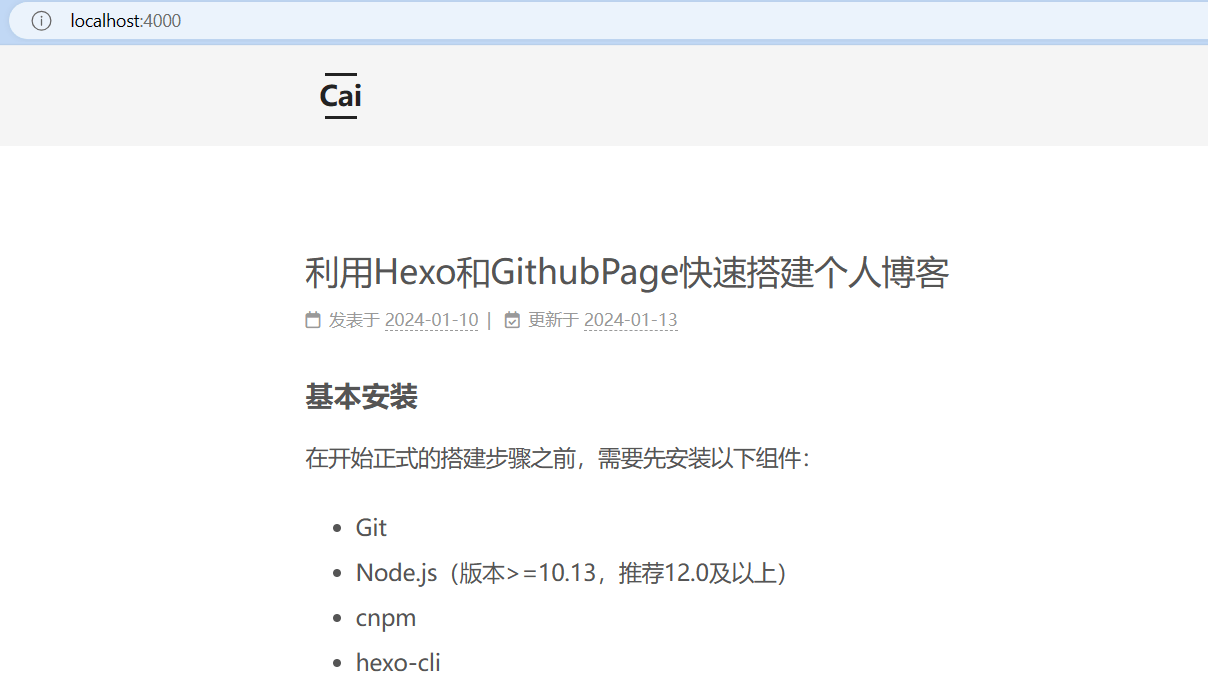 localhost:4000
Cai
利用Hexo和GithubPage快速搭建个人博客
发表于 2024-01-10 | 更新于 2024-01-13
基本安装
在开始正式的搭建步骤之前，需要先安装以下组件：
• Git
• Node.js（版本>=10.13，推荐12.0及以上）
• cnpm
• hexo-cli